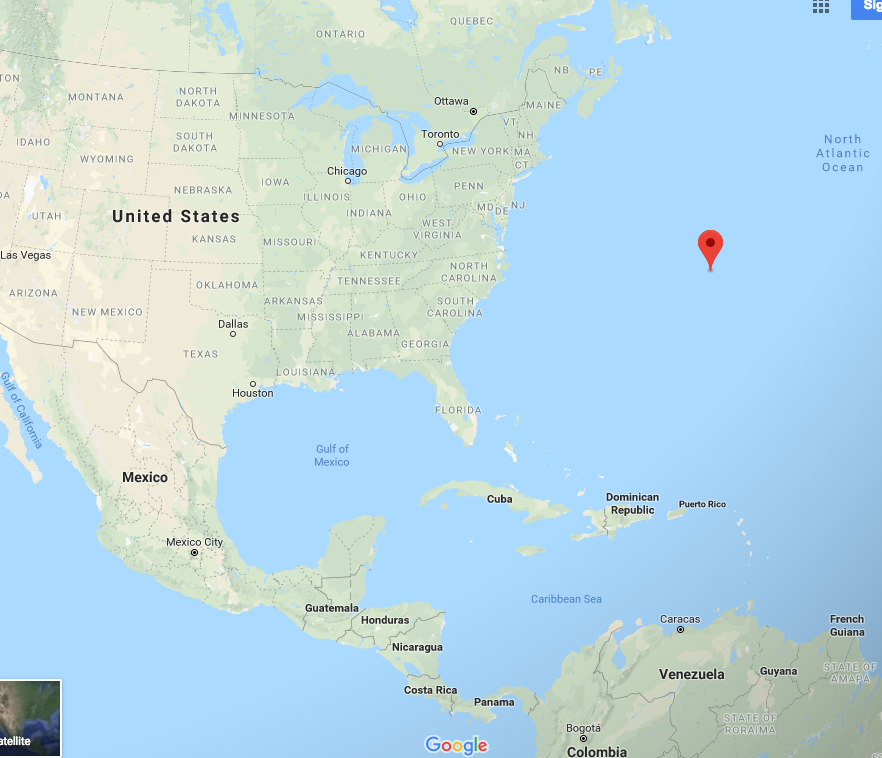 Sig
QUEBEC
ONTARIO
NB
PE
TON
MONTANA
NORTH
DAKOTA
Ottawa
MAINE
MINNESOTA
VT
NH
Toronto
IDAHO
SOUTH
DAKOTA
MICHIGAN
NEW YORK
MA
CT
North
Atlantic
Ocean
WYOMING
Chicago
IOWA
NEBRASKA
PENN
ILLINOIS
OHIO
DA
UTAH
United States
INDIANA
MD
DE
NJ
WEST
VIRGINIA
KANSAS
MISSOURI
Las Vegas
KENTUCKY
NORTH
CAROLINA
TENNESSEE
OKLAHOMA
ARIZONA
NEW MEXICO
ARKANSAS
SOUTH
CAROLINA
MISSISSIPPI
Dallas
ALABAMA
GEORGIA
TEXAS
LOUISIANA
Houston
Gulf of California
FLORIDA
Gulf of
Mexico
Mexico
Cuba
Dominican
Republic
Puerto Rico
Mexico City
Caribbean Sea
Guatemala
Honduras
Caracas
French
Guiana
Nicaragua
Venezuela
Guyana
STATE OF
AMAPÁ
Costa Rica
Panama
STATE OF
RORAIMA
Bogotá
Colombia
atellite
Google